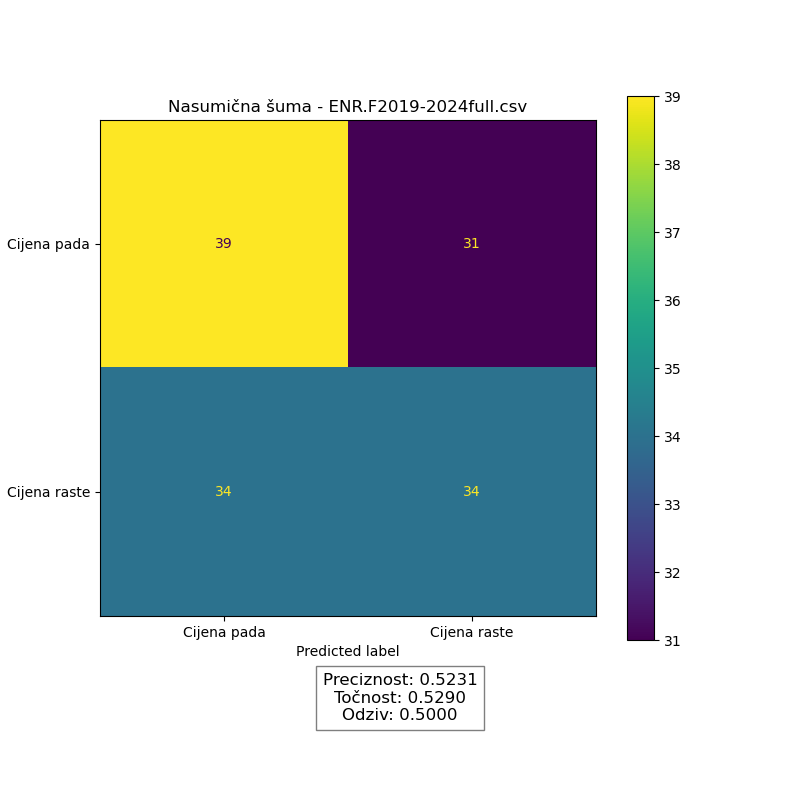 Nasumična šuma - ENR.F2019-2024full.csv
Cijena pada
39
31
Cijena raste
34
34
Cijena pada
Cijena raste
Predicted label
39
38
37
36
35
34
33
32
31
Preciznost: 0.5231
Točnost: 0.5290
Odziv: 0.5000